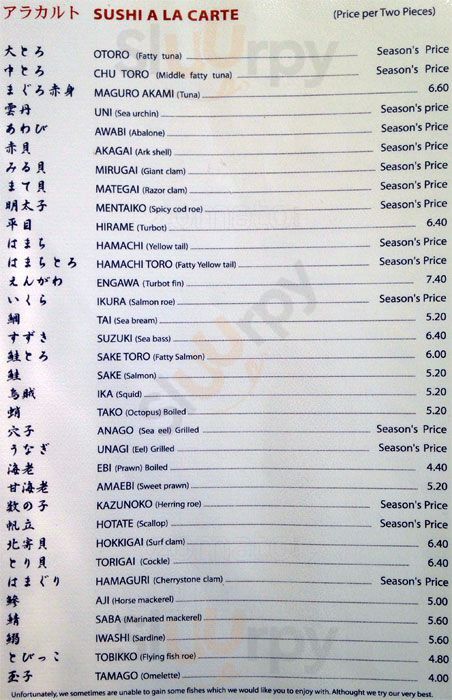 アラカルト SUSHI A LA CARTE (Price per Two Pieces)
大とろ OTORO (Fatty tuna) Season's Price
中とろ CHU TORO (Middle fatty tuna) Season's Price
まぐろ赤身 MAGURO AKAMI (Tuna) 6.60
雲丹 UNI (Sea urchin) Season's price
あわび AWABI (Abalone) Season's Price
赤貝 AKAGAI (Ark shell) Season's Price
みる貝 MIRUGAI (Giant clam) Season's Price
まて貝 MATEGAI (Razor clam) Season's Price
明太子 MENTAIKO (Spicy cod roe) Season's Price
平目 HIRAME (Turbot) 6.40
はまち HAMACHI (Yellow tail) Season's Price
はまちとろ HAMACHI TORO (Fatty Yellow tail) Season's Price
えんがわ ENGAWA (Turbot fin) 7.40
いくら IKURA (Salmon roe) Season's Price
鯛 TAI (Sea bream) 5.20
すずき SUZUKI (Sea bass) 6.40
鮭とろ SAKE TORO (Fatty Salmon) 6.00
鮭 SAKE (Salmon) 5.20
烏賊 IKA (Squid) 5.20
蛸 TAKO (Octopus) Boiled 5.20
穴子 ANAGO (Sea eel) Grilled Season's Price
うなぎ UNAGI (Eel) Grilled Season's Price
海老 EBI (Prawn) Boiled 4.40
甘海老 AMAEBI (Sweet prawn) 5.20
数の子 KAZUNOKO (Herring roe) Season's Price
帆立 HOTATE (Scallop) Season's Price
北寄貝 HOKKIGAI (Surf clam) 6.40
とり貝 TORIGAI (Cockle) 6.40
はまぐり HAMAGURI (Cherrystone clam) Season's Price
鯵 AJI (Horse mackerel) 5.00
鯖 SABA (Marinated mackerel) 5.60
鰯 IWASHI (Sardine) 5.60
とびっこ TOBIKKO (Flying fish roe) 4.80
玉子 TAMAGO (Omelette) 4.00
Unfortunately, we sometimes are unable to gain some fishes which we would like you to enjoy with. Althought we try our very best.